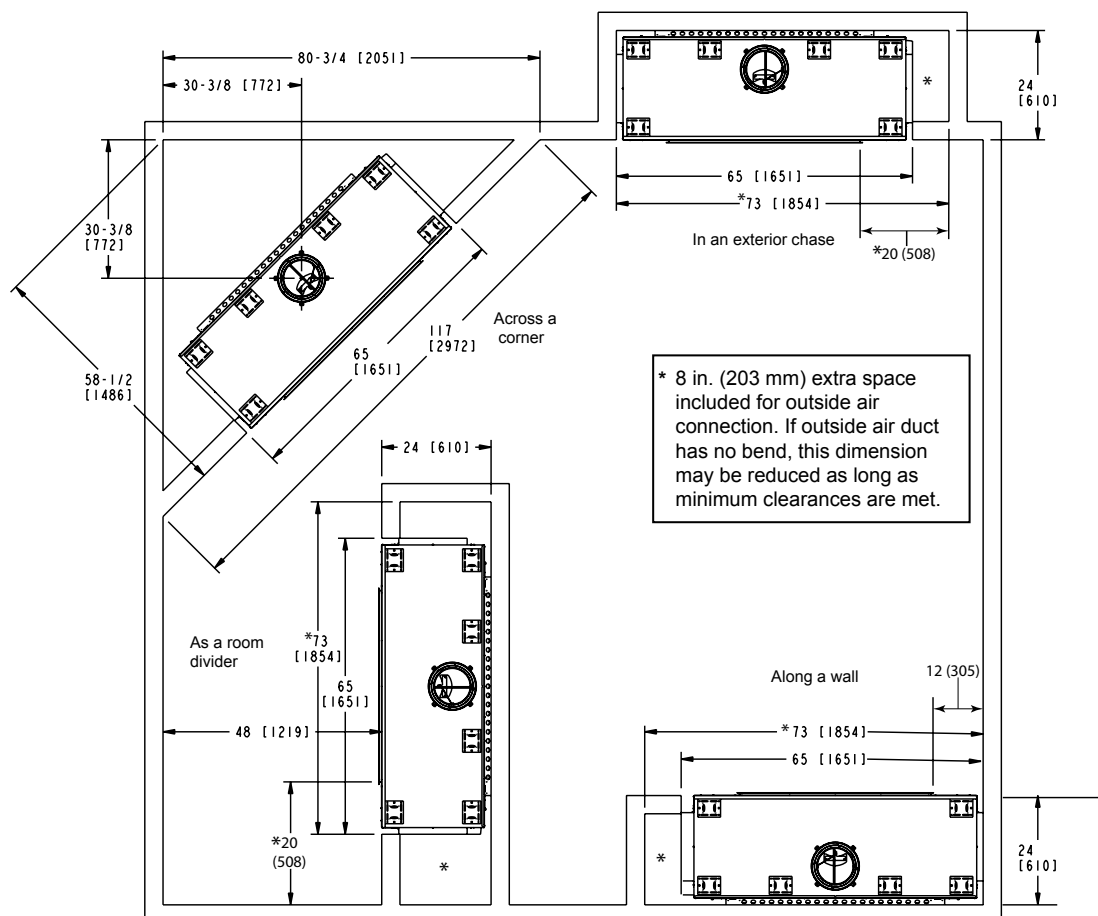 80-3/4 [2051]
30-3/8 [772]
30-3/8
[772]
58-1/2
[1486]
65
[1651]
117
[2972]
Across a
corner
*
24
[610]
65 [1651]
*73 [1854]
*20 (508)
In an exterior chase
* 8 in. (203 mm) extra space
included for outside air
connection. If outside air duct
has no bend, this dimension
may be reduced as long as
minimum clearances are met.
24 [610]
As a room
divider
*73
[1854]
65
[1651]
48 [1219]
*20
(508)
*
Along a wall
12 (305)
*73 [1854]
65 [1651]
*
24
[610]